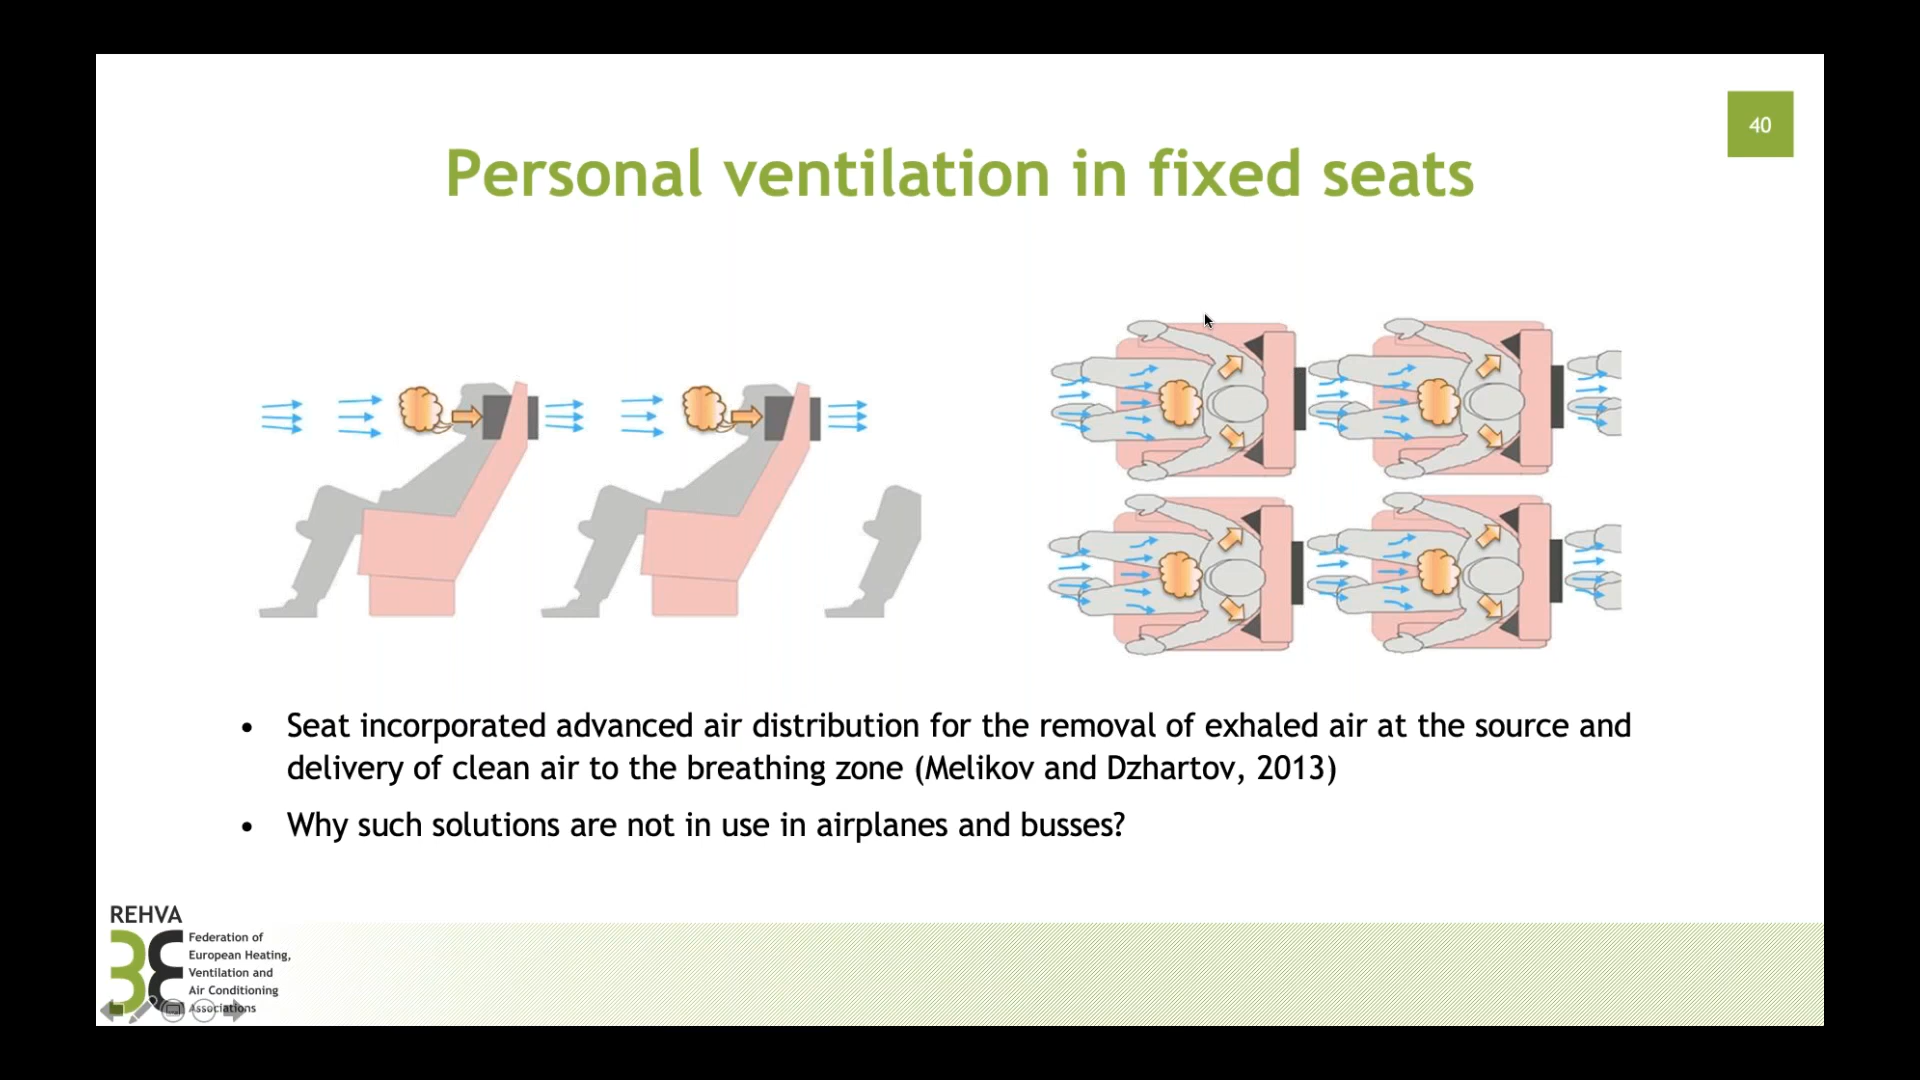 40
Personal ventilation in fixed seats
• Seat incorporated advanced air distribution for the removal of exhaled air at the source and
delivery of clean air to the breathing zone (Melikov and Dzhartov, 2013)
• Why such solutions are not in use in airplanes and busses?
REHVA
Federation of
European Heating,
Ventilation and
Air Conditioning
Associations